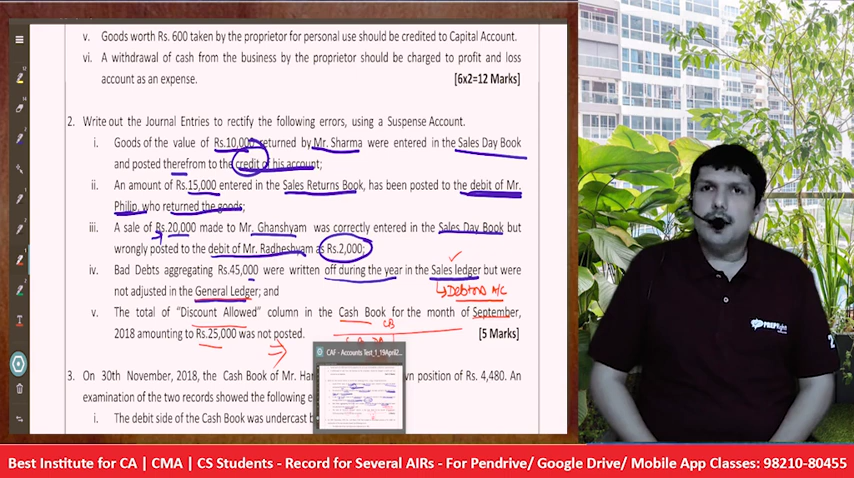 v. Goods worth Rs. 600 taken by the proprietor for personal use should be credited to Capital Account.
vi. A withdrawal of cash from the business by the proprietor should be charged to profit and loss
account as an expense. [6x2=12 Marks]
2. Write out the Journal Entries to rectify the following errors, using a Suspense Account.
i. Goods of the value of Rs.10,000 returned by Mr. Sharma were entered in the Sales Day Book
and posted therefrom to the credit of his account;
ii. An amount of Rs.15,000 entered in the Sales Returns Book, has been posted to the debit of Mr.
Philip, who returned the goods;
iii. A sale of Rs.20,000 made to Mr. Ghanshyam was correctly entered in the Sales Day Book but
wrongly posted to the debit of Mr. Radheshyam as Rs.2,000;
iv. Bad Debts aggregating Rs.45,000 were written off during the year in the Sales ledger but were
not adjusted in the General Ledger; and
Debtors A/c
v. The total of "Discount Allowed" column in the Cash Book for the month of September,
CB
2018 amounting to Rs.25,000 was not posted. [5 Marks]
CAF - Accounts Test_1_19April2...
3. On 30th November, 2018, the Cash Book of Mr. Har wn position of Rs. 4,480. An
examination of the two records showed the following e
i. The debit side of the Cash Book was undercast b
PREPfight
Best Institute for CA | CMA | CS Students - Record for Several AIRs - For Pendrive/ Google Drive/ Mobile App Classes: 98210-80455